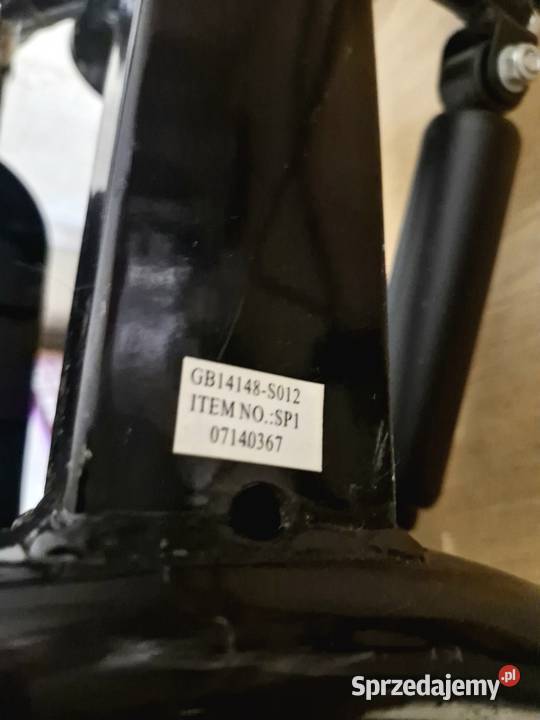 GB14148-S012
ITEM NO.:SP1
07140367
Sprzedajemy.pl